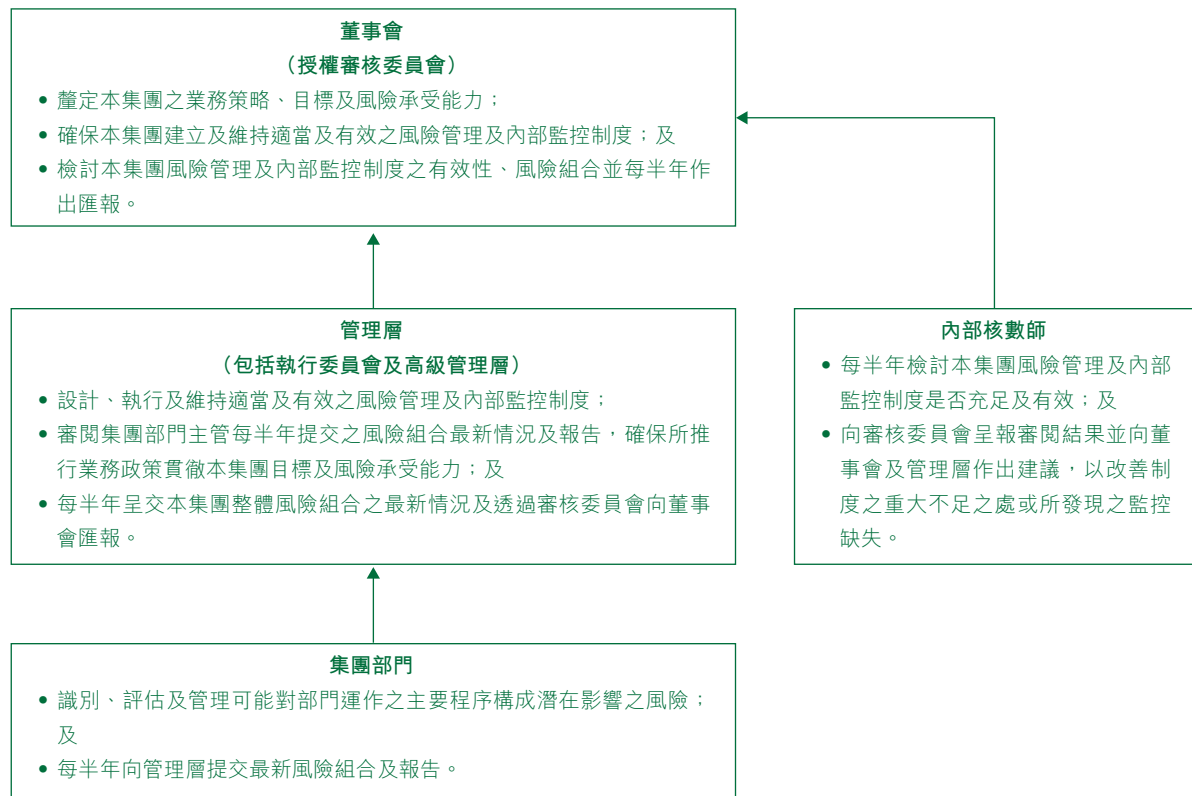 董事會
（授權審核委員會）
• 釐定本集團之業務策略、目標及風險承受能力；
• 確保本集團建立及維持適當及有效之風險管理及內部監控制度；及
• 檢討本集團風險管理及內部監控制度之有效性、風險組合並每半年作
出匯報。
管理層
（包括執行委員會及高級管理層）
• 設計、執行及維持適當及有效之風險管理及內部監控制度；
• 審閱集團部門主管每半年提交之風險組合最新情況及報告，確保所推
行業務政策貫徹本集團目標及風險承受能力；及
• 每半年呈交本集團整體風險組合之最新情況及透過審核委員會向董事
會匯報。
內部核數師
• 每半年檢討本集團風險管理及內部
監控制度是否充足及有效；及
• 向審核委員會呈報審閱結果並向董
事會及管理層作出建議，以改善制
度之重大不足之處或所發現之監控
缺失。
集團部門
• 識別、評估及管理可能對部門運作之主要程序構成潛在影響之風險；
及
• 每半年向管理層提交最新風險組合及報告。